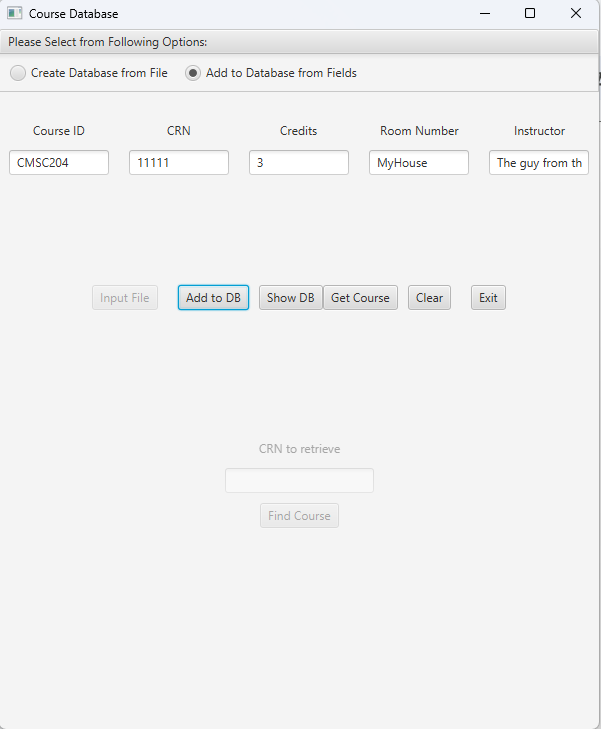 Course Database
Please Select from Following Options:
Create Database from File Add to Database from Fields
Course ID CRN Credits Room Number Instructor
CMSC204 11111 3 MyHouse The guy from th
Input File Add to DB Show DB Get Course Clear Exit
CRN to retrieve
Find Course